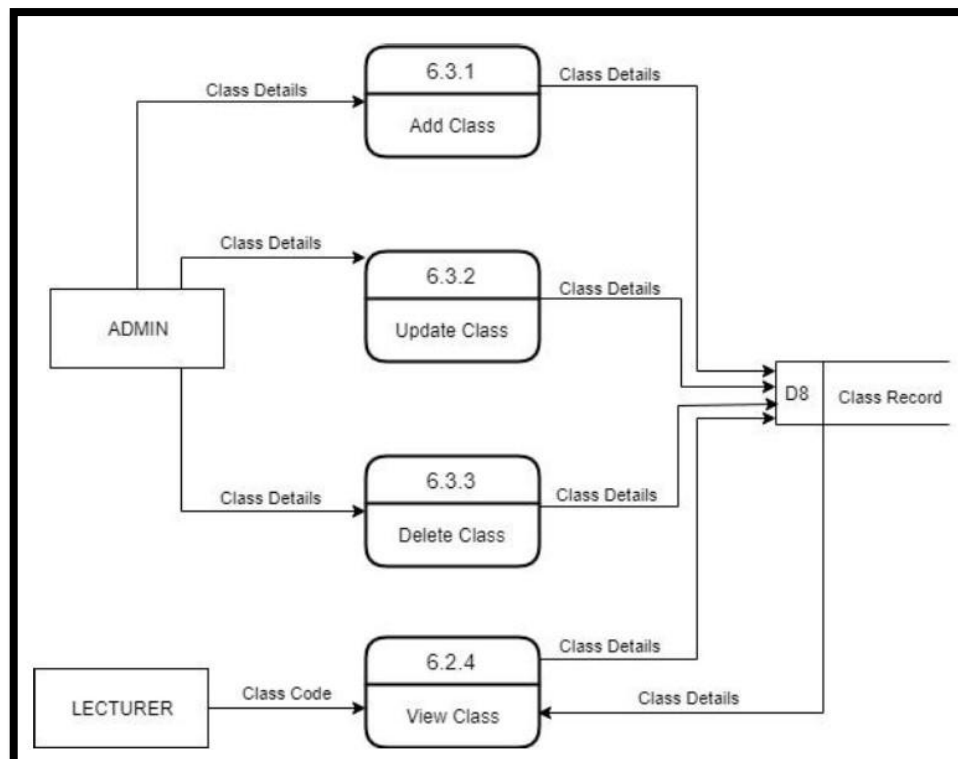 6.3.1
Class Details
Class Details
Add Class
Class Details
6.3.2
Class Details
ADMIN
Update Class
D8
Class Record
6.3.3
Class Details
Class Details
Delete Class
6.2.4
Class Details
LECTURER
Class Code
View Class
Class Details